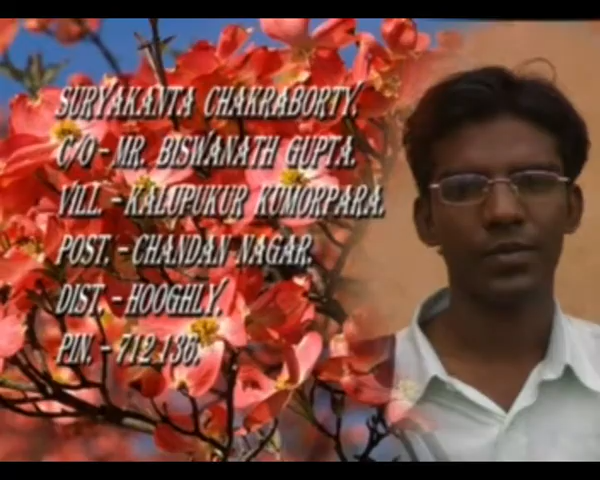 SURYAKANTA CHAKRABORTY.
C/O - MR. BISWANATH GUPTA.
VILL. - KALUPUKUR KUMORPARA.
POST. - CHANDAN NAGAR.
DIST. - HOOGHLY.
PIN. - 712 136.